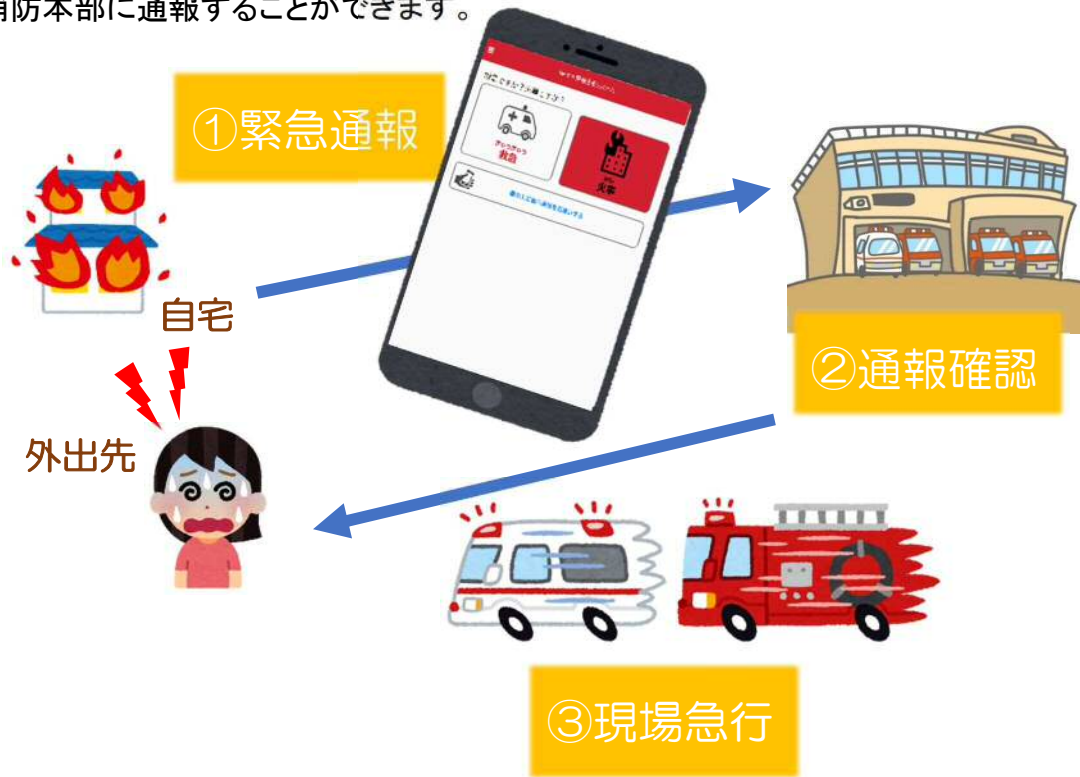 消防本部に通報することができます。
①緊急通報
救急
火事
自宅
②通報確認
外出先
③現場急行